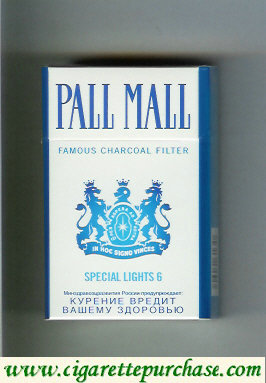 PALL MALL
FAMOUS CHARCOAL FILTER
IN HOC SIGNO VINCES
SPECIAL LIGHTS 6
Минздравсоцразвития России предупреждает:
КУРЕНИЕ ВРЕДИТ
ВАШЕМУ ЗДОРОВЬЮ
www.cigarettepurchase.com